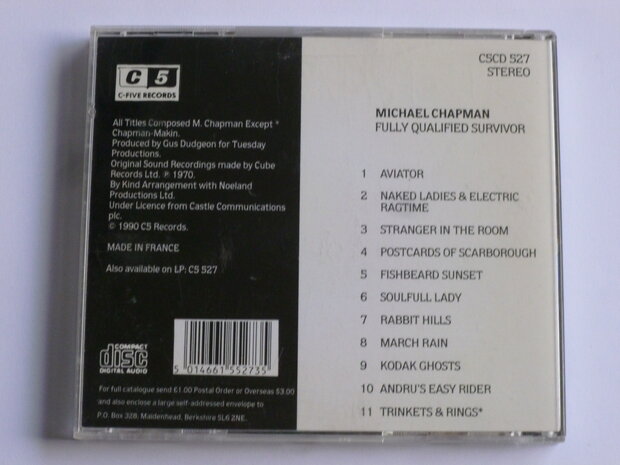 C 5
C-FIVE RECORDS
All Titles Composed M. Chapman Except *
Chapman-Makin.
Produced by Gus Dudgeon for Tuesday
Productions.
Original Sound Recordings made by Cube
Records Ltd. ℗ 1970.
By Kind Arrangement with Noeland
Productions Ltd.
Under Licence from Castle Communications
plc.
© 1990 C5 Records.
MADE IN FRANCE
Also available on LP: C5 527
COMPACT
disc
DIGITAL AUDIO
5 014661 552735
For full catalogue send £1.00 Postal Order or Overseas $3.00
and also enclose a large self-addressed envelope to
P.O. Box 328, Maidenhead, Berkshire SL6 2NE.
C5CD 527
STEREO
MICHAEL CHAPMAN
FULLY QUALIFIED SURVIVOR
1 AVIATOR
2 NAKED LADIES & ELECTRIC
RAGTIME
3 STRANGER IN THE ROOM
4 POSTCARDS OF SCARBOROUGH
5 FISHBEARD SUNSET
6 SOULFULL LADY
7 RABBIT HILLS
8 MARCH RAIN
9 KODAK GHOSTS
10 ANDRU'S EASY RIDER
11 TRINKETS & RINGS*